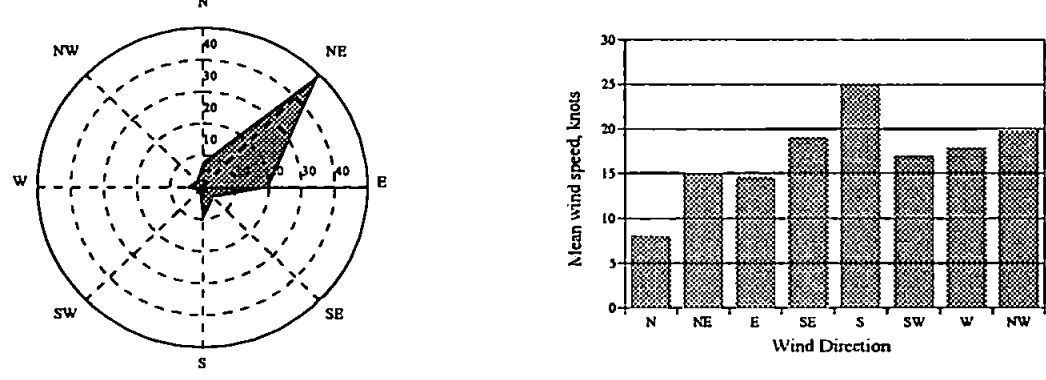 N
NW
NE
40
30
20
10
W
10
20
30
40
E
SW
SE
S
Mean wind speed, knots
30
25
20
15
10
5
0
N NE E SE S SW W NW
Wind Direction